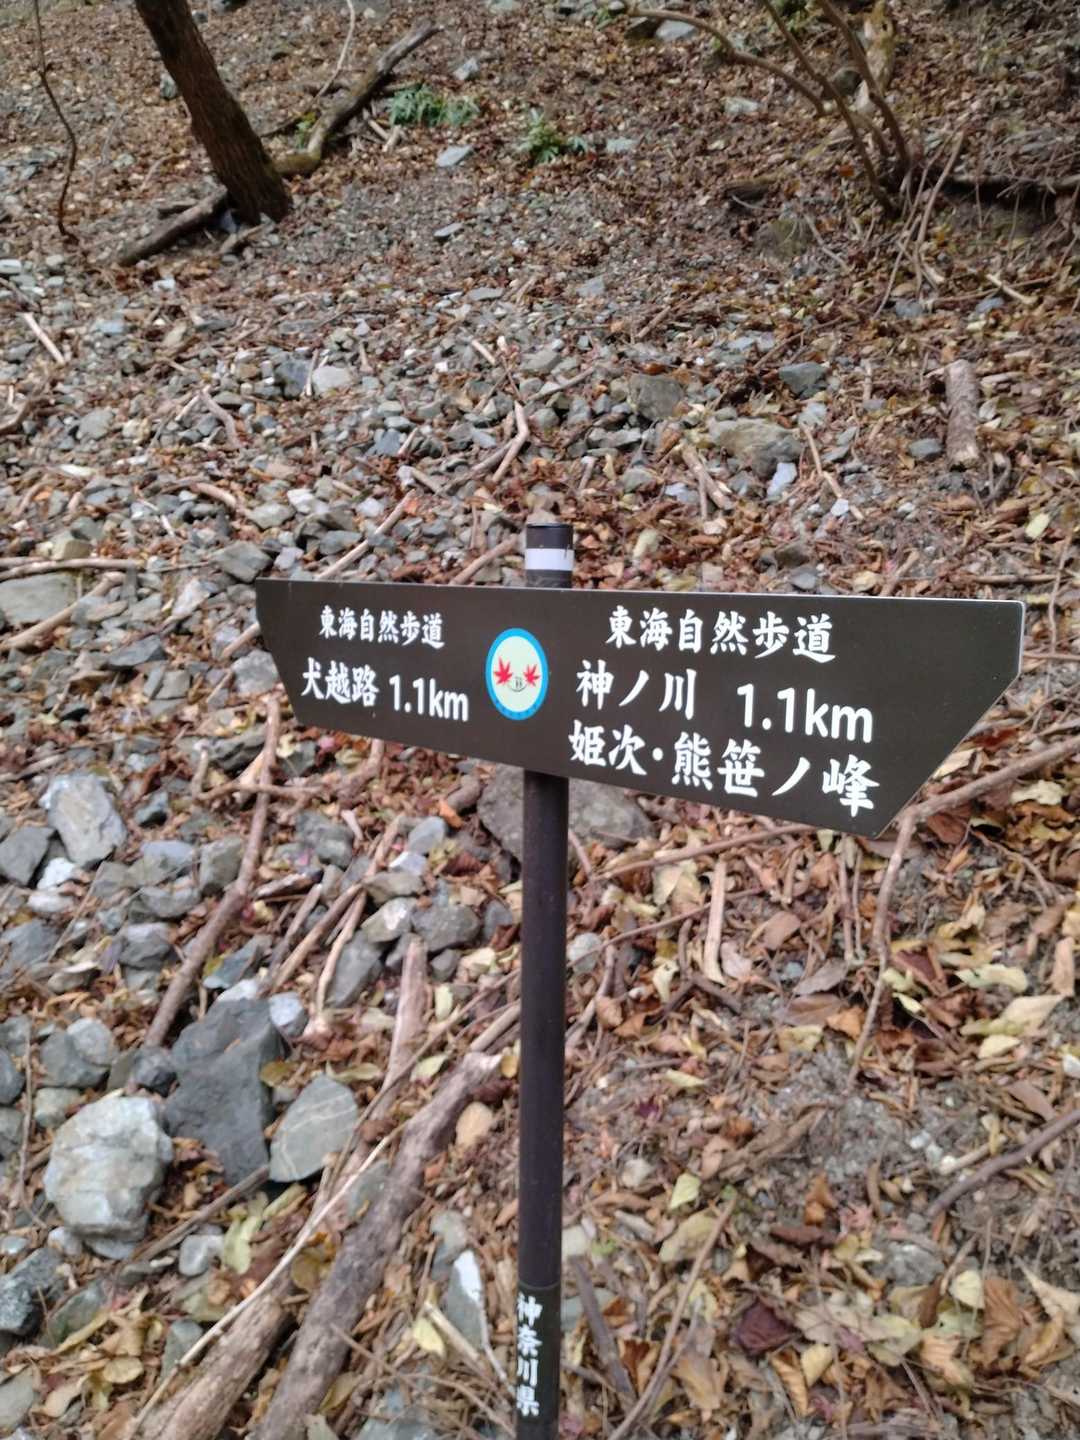 東海自然歩道
犬越路 1.1km
東海自然歩道
神ノ川 1.1km
姫次・熊笹ノ峰
神奈川県